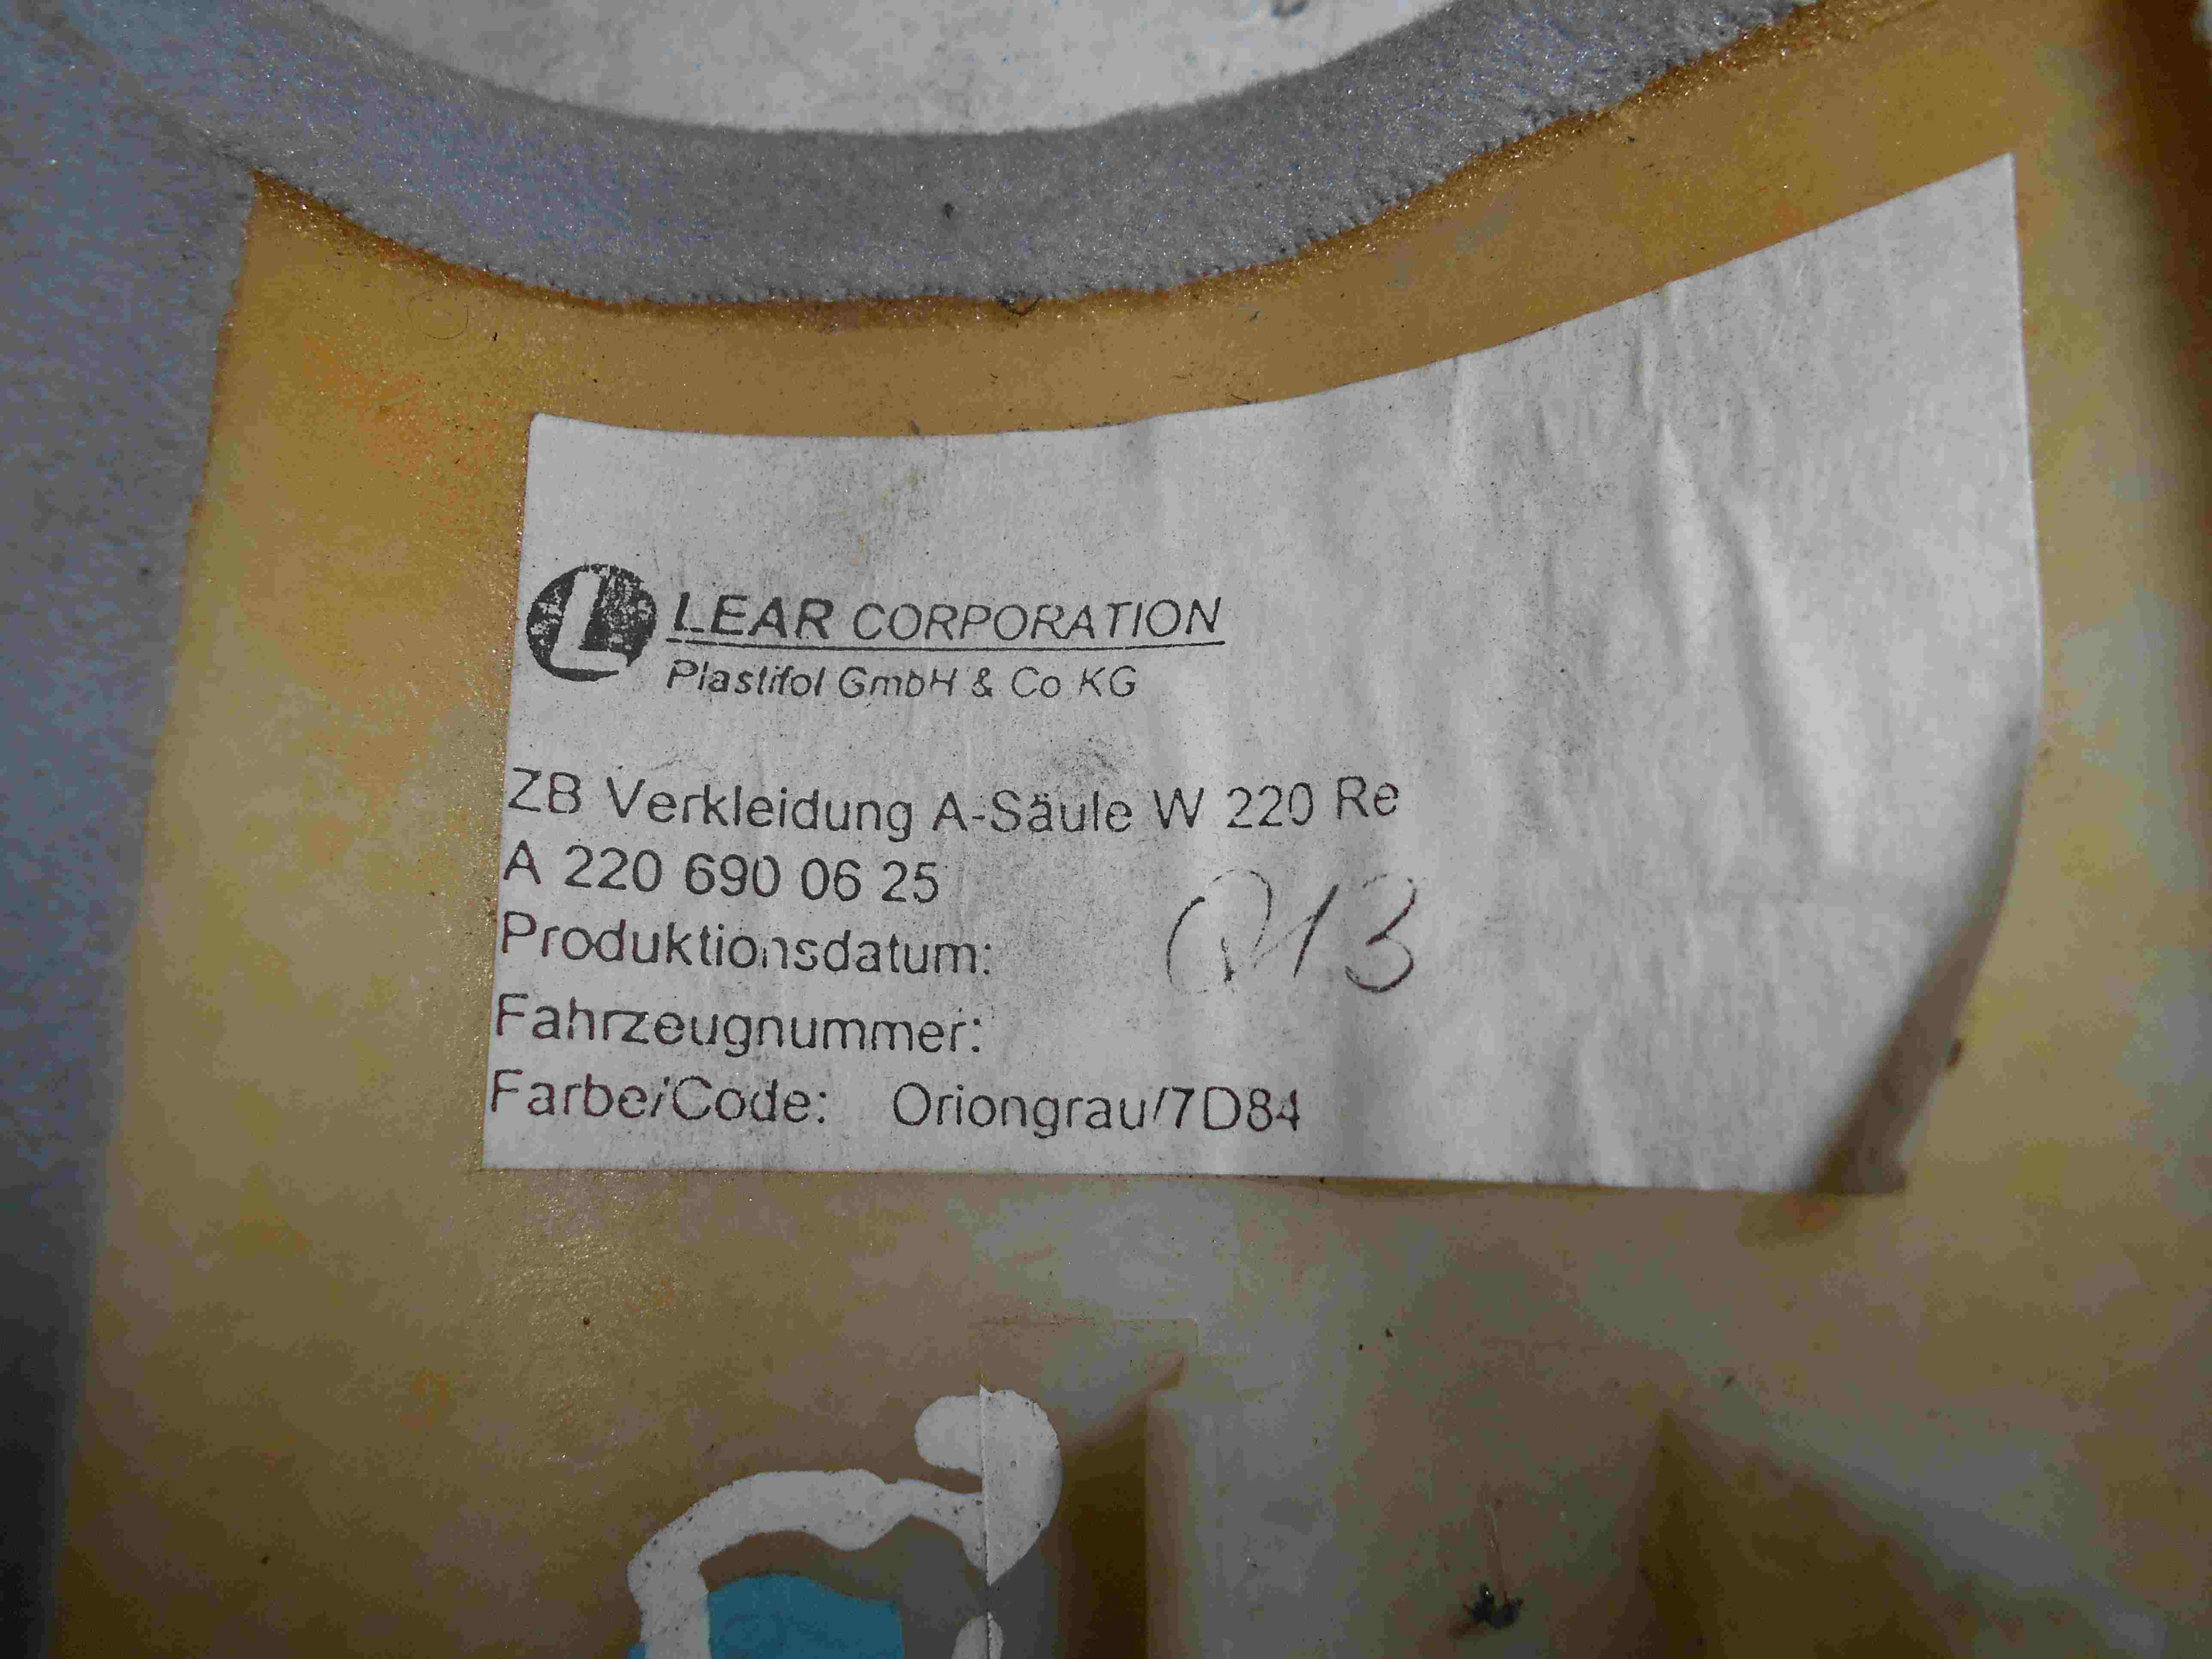 LEAR CORPORATION
Plastifol GmbH & Co KG
ZB Verkleidung A-Säule W 220 Re
A 220 690 06 25
Produktionsdatum:
Fahrzeugnummer:
Farbe/Code: Oriongrau/7D84